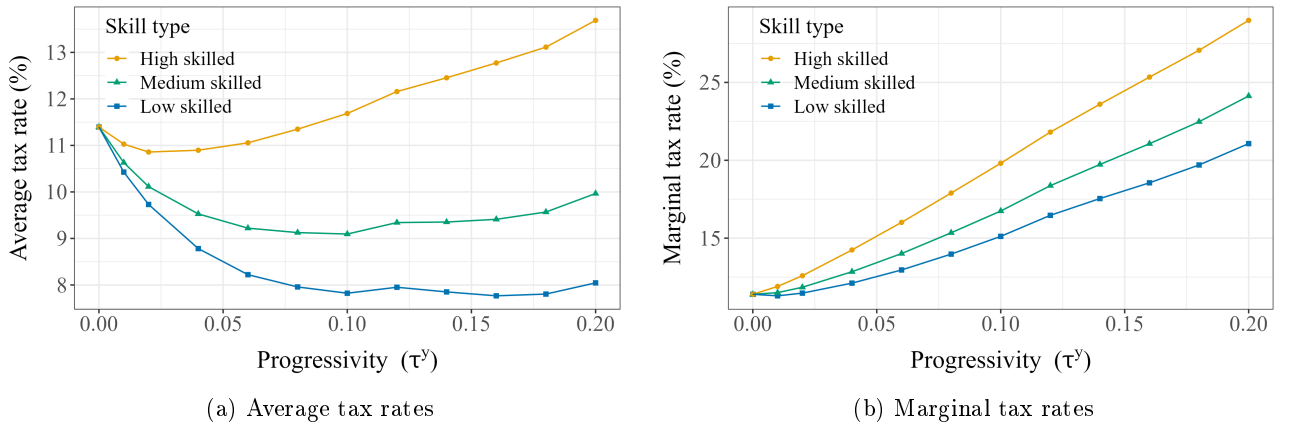 Skill type
High skilled
Medium skilled
Low skilled
Average tax rate (%)
13
12
11
10
9
8
0.00 0.05 0.10 0.15 0.20
Progressivity (τʸ)
(a) Average tax rates
Skill type
High skilled
Medium skilled
Low skilled
Marginal tax rate (%)
25
20
15
0.00 0.05 0.10 0.15 0.20
Progressivity (τʸ)
(b) Marginal tax rates